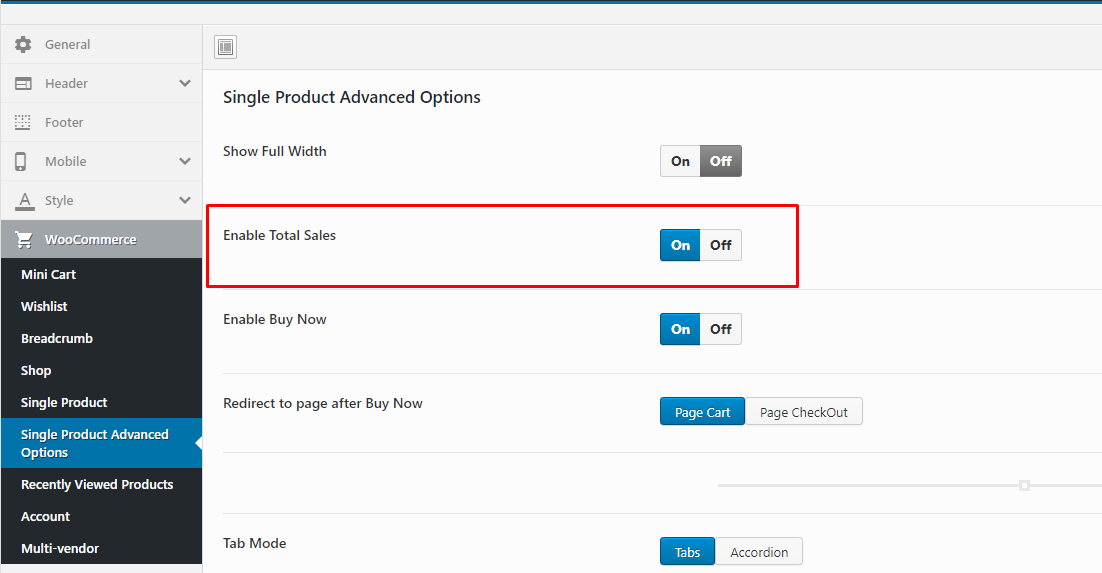 General
Header
Footer
Mobile
Style
WooCommerce
Mini Cart
Wishlist
Breadcrumb
Shop
Single Product
Single Product Advanced
Options
Recently Viewed Products
Account
Multi-vendor
Single Product Advanced Options
Show Full Width
On Off
Enable Total Sales
On Off
Enable Buy Now
On Off
Redirect to page after Buy Now
Page Cart Page CheckOut
Tab Mode
Tabs Accordion